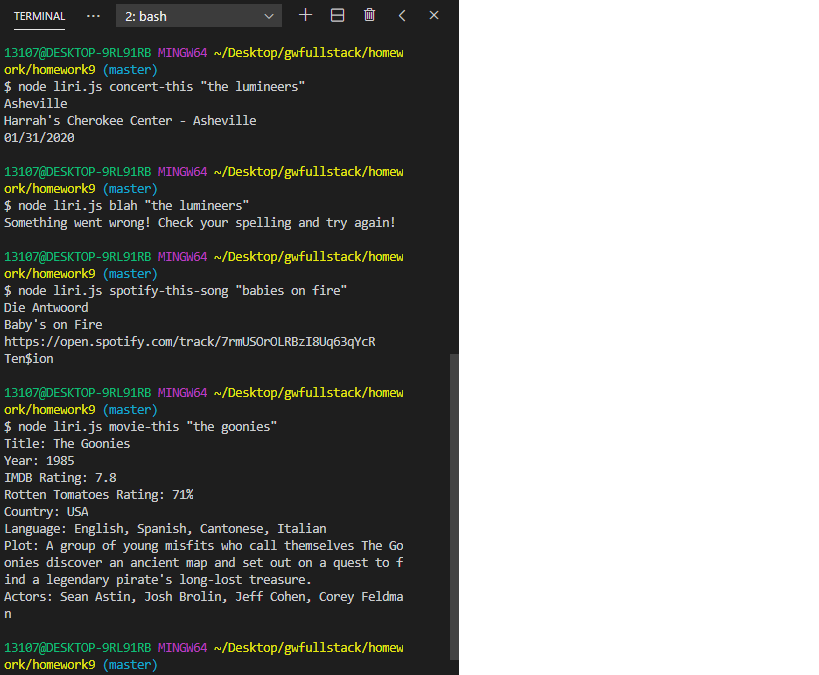 TERMINAL ··· 2: bash
13107@DESKTOP-9RL91RB MINGW64 ~/Desktop/gwfullstack/homew
ork/homework9 (master)
$ node liri.js concert-this "the lumineers"
Asheville
Harrah's Cherokee Center - Asheville
01/31/2020
13107@DESKTOP-9RL91RB MINGW64 ~/Desktop/gwfullstack/homew
ork/homework9 (master)
$ node liri.js blah "the lumineers"
Something went wrong! Check your spelling and try again!
13107@DESKTOP-9RL91RB MINGW64 ~/Desktop/gwfullstack/homew
ork/homework9 (master)
$ node liri.js spotify-this-song "babies on fire"
Die Antwoord
Baby's on Fire
https://open.spotify.com/track/7rmUSOrOLRBzI8Uq63qYcR
Ten$ion
13107@DESKTOP-9RL91RB MINGW64 ~/Desktop/gwfullstack/homew
ork/homework9 (master)
$ node liri.js movie-this "the goonies"
Title: The Goonies
Year: 1985
IMDB Rating: 7.8
Rotten Tomatoes Rating: 71%
Country: USA
Language: English, Spanish, Cantonese, Italian
Plot: A group of young misfits who call themselves The Go
onies discover an ancient map and set out on a quest to f
ind a legendary pirate's long-lost treasure.
Actors: Sean Astin, Josh Brolin, Jeff Cohen, Corey Feldma
n
13107@DESKTOP-9RL91RB MINGW64 ~/Desktop/gwfullstack/homew
ork/homework9 (master)